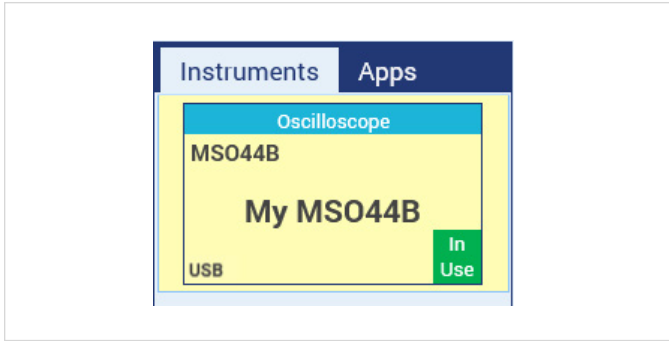 Instruments Apps
Oscilloscope
MSO44B
My MSO44B
In
USB Use